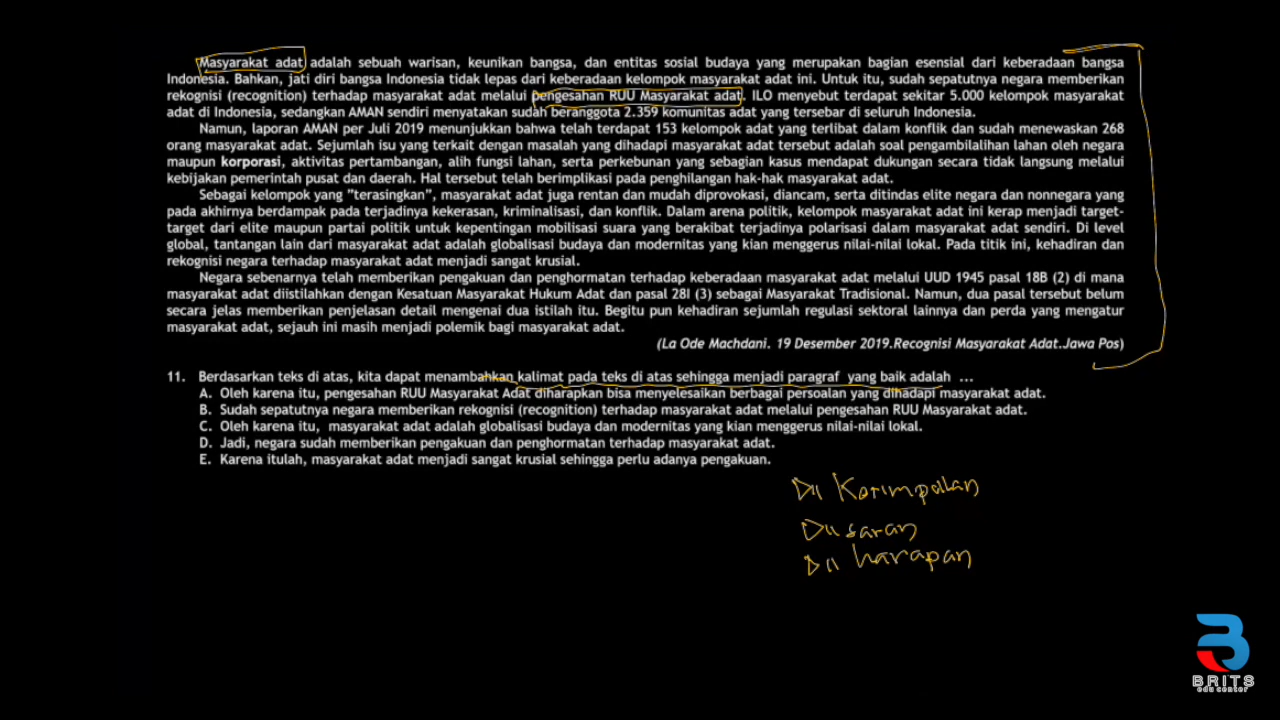 Masyarakat adat adalah sebuah warisan, keunikan bangsa, dan entitas sosial budaya yang merupakan bagian esensial dari keberadaan bangsa
Indonesia. Bahkan, jati diri bangsa Indonesia tidak lepas dari keberadaan kelompok masyarakat adat ini. Untuk itu, sudah sepatutnya negara memberikan
rekognisi (recognition) terhadap masyarakat adat melalui pengesahan RUU Masyarakat adat. ILO menyebut terdapat sekitar 5.000 kelompok masyarakat
adat di Indonesia, sedangkan AMAN sendiri menyatakan sudah beranggota 2.359 komunitas adat yang tersebar di seluruh Indonesia.
Namun, laporan AMAN per Juli 2019 menunjukkan bahwa telah terdapat 153 kelompok adat yang terlibat dalam konflik dan sudah menewaskan 268
orang masyarakat adat. Sejumlah isu yang terkait dengan masalah yang dihadapi masyarakat adat tersebut adalah soal pengambilalihan lahan oleh negara
maupun korporasi, aktivitas pertambangan, alih fungsi lahan, serta perkebunan yang sebagian kasus mendapat dukungan secara tidak langsung melalui
kebijakan pemerintah pusat dan daerah. Hal tersebut telah berimplikasi pada penghilangan hak-hak masyarakat adat.
Sebagai kelompok yang "terasingkan", masyarakat adat juga rentan dan mudah diprovokasi, diancam, serta ditindas elite negara dan nonnegara yang
pada akhirnya berdampak pada terjadinya kekerasan, kriminalisasi, dan konflik. Dalam arena politik, kelompok masyarakat adat ini kerap menjadi target-
target dari elite maupun partai politik untuk kepentingan mobilisasi suara yang berakibat terjadinya polarisasi dalam masyarakat adat sendiri. Di level
global, tantangan lain dari masyarakat adat adalah globalisasi budaya dan modernitas yang kian menggerus nilai-nilai lokal. Pada titik ini, kehadiran dan
rekognisi negara terhadap masyarakat adat menjadi sangat krusial.
Negara sebenarnya telah memberikan pengakuan dan penghormatan terhadap keberadaan masyarakat adat melalui UUD 1945 pasal 18B (2) di mana
masyarakat adat diistilahkan dengan Kesatuan Masyarakat Hukum Adat dan pasal 28I (3) sebagai Masyarakat Tradisional. Namun, dua pasal tersebut belum
secara jelas memberikan penjelasan detail mengenai dua istilah itu. Begitu pun kehadiran sejumlah regulasi sektoral lainnya dan perda yang mengatur
masyarakat adat, sejauh ini masih menjadi polemik bagi masyarakat adat.
(La Ode Machdani. 19 Desember 2019.Recognisi Masyarakat Adat.Jawa Pos)
11. Berdasarkan teks di atas, kita dapat menambahkan kalimat pada teks di atas sehingga menjadi paragraf yang baik adalah ...
A. Oleh karena itu, pengesahan RUU Masyarakat Adat diharapkan bisa menyelesaikan berbagai persoalan yang dihadapi masyarakat adat.
B. Sudah sepatutnya negara memberikan rekognisi (recognition) terhadap masyarakat adat melalui pengesahan RUU Masyarakat adat.
C. Oleh karena itu, masyarakat adat adalah globalisasi budaya dan modernitas yang kian menggerus nilai-nilai lokal.
D. Jadi, negara sudah memberikan pengakuan dan penghormatan terhadap masyarakat adat.
E. Karena itulah, masyarakat adat menjadi sangat krusial sehingga perlu adanya pengakuan.
saran
harapan
BRITS
edu center